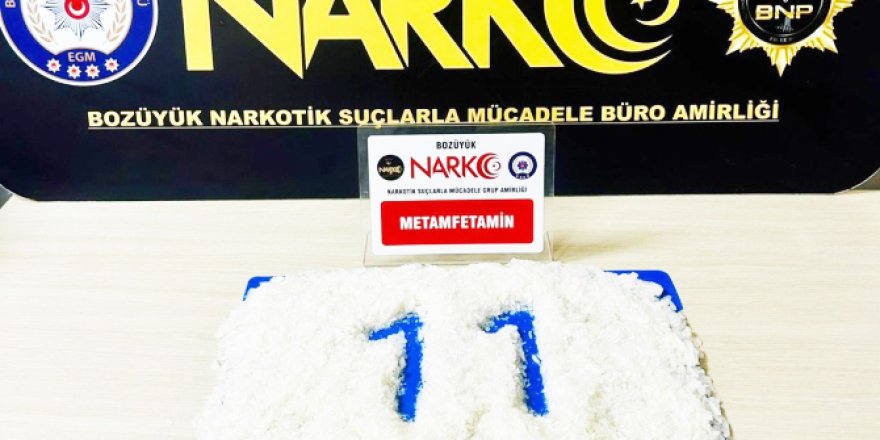 NARKO
EGM
BNP
BOZÜYÜK NARKOTİK SUÇLARLA MÜCADELE BÜRO AMİRLİĞİ
BOZÜYÜK
NARKO
NARKOTİK SUÇLARLA MÜCADELE GRUP AMİRLİĞİ
METAMFETAMİN
11